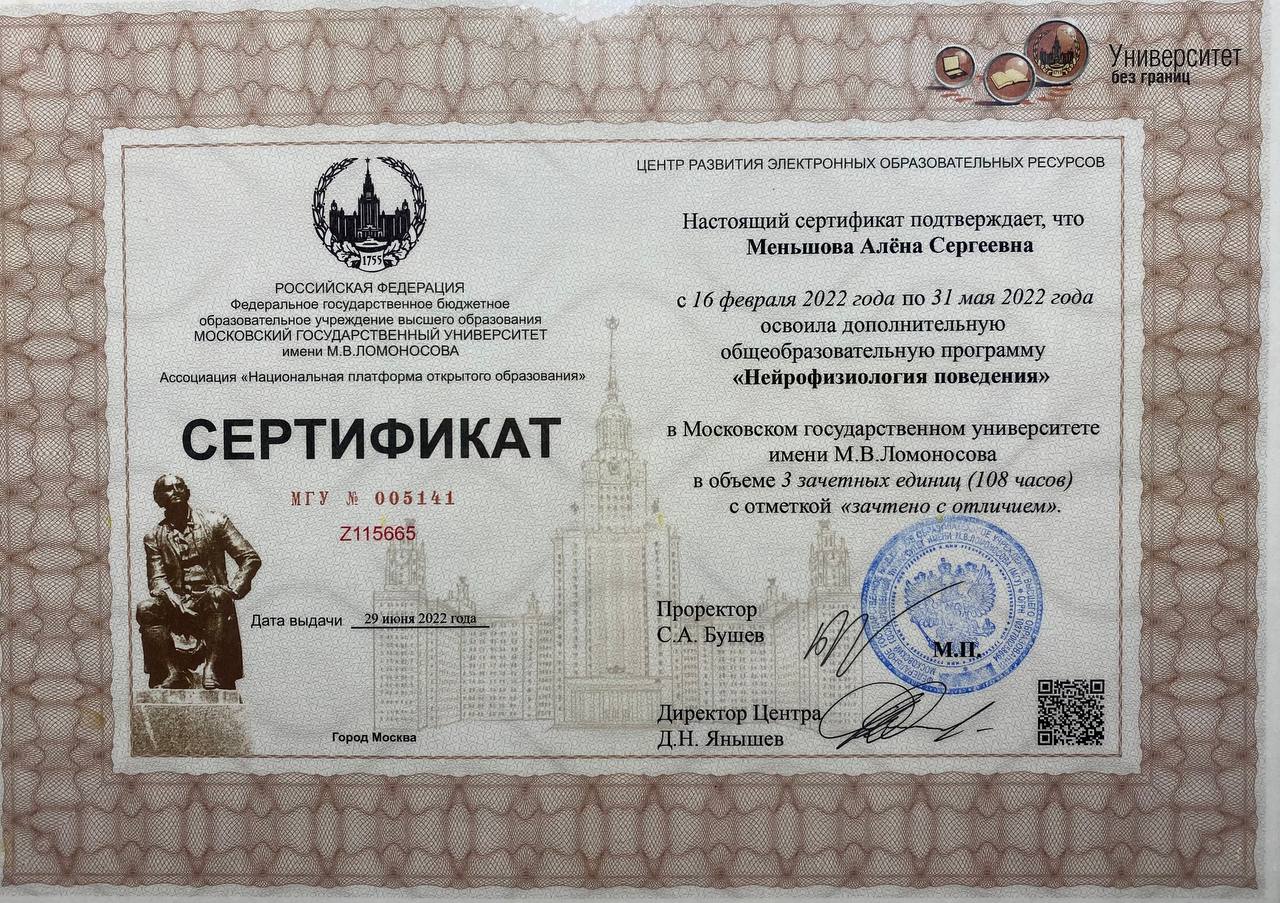 Университет
без границ
1755
РОССИЙСКАЯ ФЕДЕРАЦИЯ
Федеральное государственное бюджетное
образовательное учреждение высшего образования
МОСКОВСКИЙ ГОСУДАРСТВЕННЫЙ УНИВЕРСИТЕТ
имени М.В.ЛОМОНОСОВА
Ассоциация «Национальная платформа открытого образования»
СЕРТИФИКАТ
МГУ № 005141
Z115665
Дата выдачи 29 июня 2022 года
Город Москва
ЦЕНТР РАЗВИТИЯ ЭЛЕКТРОННЫХ ОБРАЗОВАТЕЛЬНЫХ РЕСУРСОВ
Настоящий сертификат подтверждает, что
Меньшова Алёна Сергеевна
с 16 февраля 2022 года по 31 мая 2022 года
освоила дополнительную
общеобразовательную программу
«Нейрофизиология поведения»
в Московском государственном университете
имени М.В.Ломоносова
в объеме 3 зачетных единиц (108 часов)
с отметкой «зачтено с отличием».
Проректор
С.А. Бушев
М.П.
Директор Центра
Д.Н. Янышев